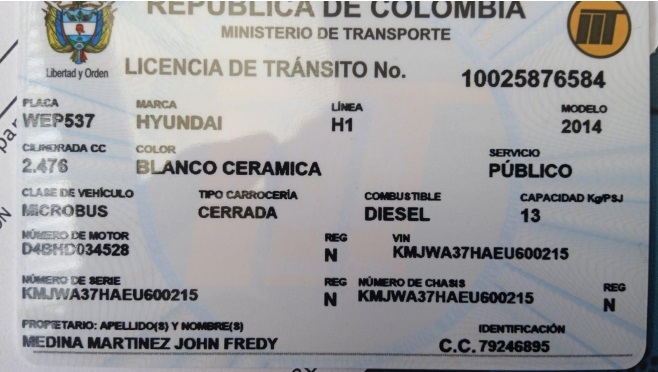 REPÚBLICA DE COLOMBIA
MINISTERIO DE TRANSPORTE
Libertad y Orden
LICENCIA DE TRÁNSITO No. 10025876584
PLACA MARCA LÍNEA MODELO
WEP537 HYUNDAI H1 2014
CILINDRADA CC COLOR SERVICIO
2.476 BLANCO CERAMICA PÚBLICO
CLASE DE VEHÍCULO TIPO CARROCERÍA COMBUSTIBLE CAPACIDAD Kg/PSJ
MICROBUS CERRADA DIESEL 13
NÚMERO DE MOTOR REG VIN
D4BHD034528 N KMJWA37HAEU600215
NÚMERO DE SERIE REG NÚMERO DE CHASIS REG
KMJWA37HAEU600215 N KMJWA37HAEU600215 N
PROPIETARIO: APELLIDO(S) Y NOMBRE(S) IDENTIFICACIÓN
MEDINA MARTINEZ JOHN FREDY C.C. 79246895